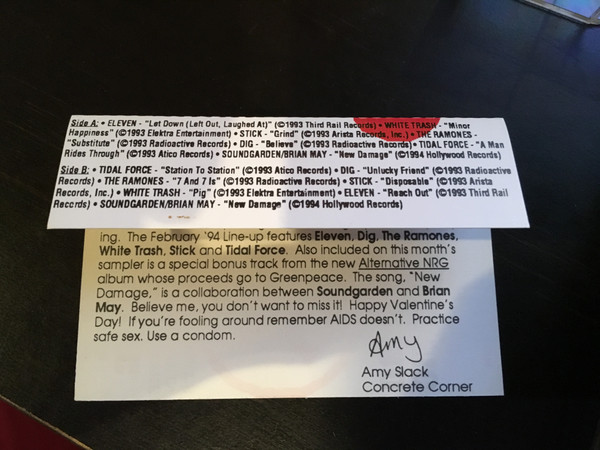 Side A: • ELEVEN - "Let Down (Left Out, Laughed At)" (©1993 Third Rail Records) • WHITE TRASH - "Minor
Happiness" (©1993 Elektra Entertainment) • STICK - "Grind" (©1993 Arista Records, Inc.) • THE RAMONES -
"Substitute" (©1993 Radioactive Records) • DIG - "Believe" (©1993 Radioactive Records) • TIDAL FORCE - "A Man
Rides Through" (©1993 Atico Records) • SOUNDGARDEN/BRIAN MAY - "New Damage" (©1994 Hollywood Records)
Side B: • TIDAL FORCE - "Station To Station" (©1993 Atico Records) • DIG - "Unlucky Friend" (©1993 Radioactive
Records) • THE RAMONES - "7 And 7 Is" (©1993 Radioactive Records) • STICK - "Disposable" (©1993 Arista
Records, Inc.) • WHITE TRASH - "Pig" (©1993 Elektra Entertainment) • ELEVEN - "Reach Out" (©1993 Third Rail
Records) • SOUNDGARDEN/BRIAN MAY - "New Damage" (©1994 Hollywood Records)
ing. The February '94 Line-up features Eleven, Dig, The Ramones,
White Trash, Stick and Tidal Force. Also included on this month's
sampler is a special bonus track from the new Alternative NRG
album whose proceeds go to Greenpeace. The song, "New
Damage," is a collaboration between Soundgarden and Brian
May. Believe me, you don't want to miss it! Happy Valentine's
Day! If you're fooling around remember AIDS doesn't. Practice
safe sex. Use a condom.
Amy
Amy Slack
Concrete Corner